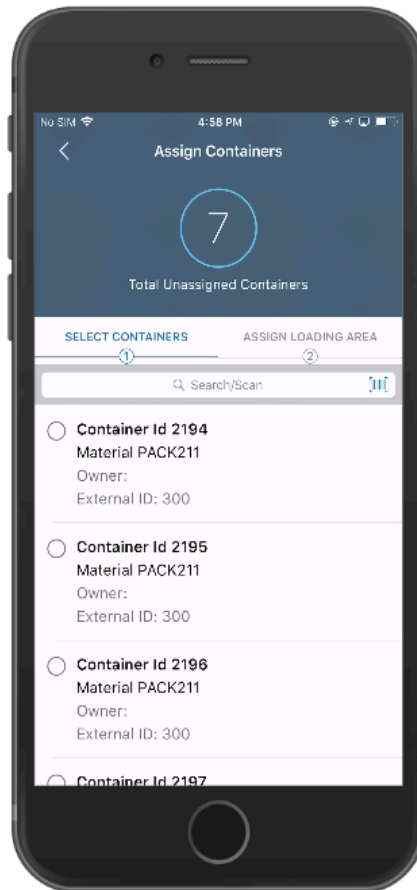 No SIM 4:58 PM
Assign Containers
7
Total Unassigned Containers
SELECT CONTAINERS ASSIGN LOADING AREA
1 2
Search/Scan
Container Id 2194
Material PACK211
Owner:
External ID: 300
Container Id 2195
Material PACK211
Owner:
External ID: 300
Container Id 2196
Material PACK211
Owner:
External ID: 300
Container Id 2197